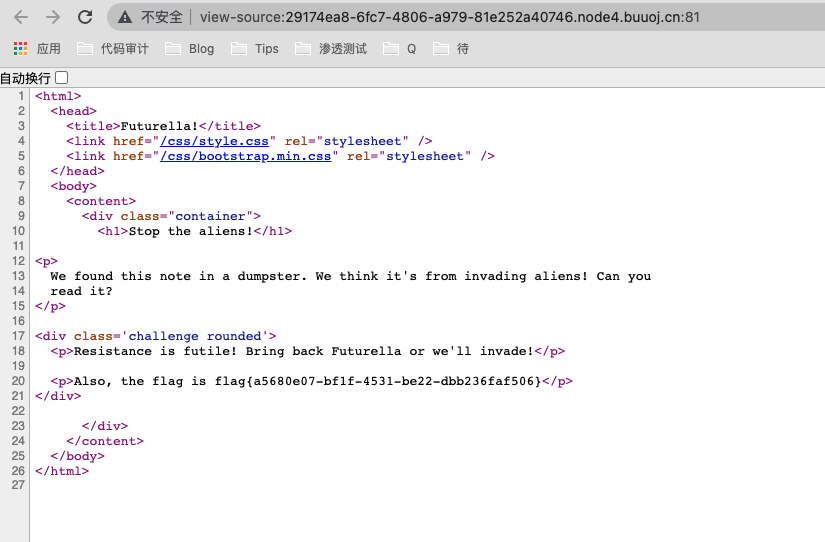 不安全 view-source:29174ea8-6fc7-4806-a979-81e252a40746.node4.buuoj.cn:81
应用 代码审计 Blog Tips 渗透测试 Q 待
自动换行
1 <html>
2 <head>
3 <title>Futurella!</title>
4 <link href="/css/style.css" rel="stylesheet" />
5 <link href="/css/bootstrap.min.css" rel="stylesheet" />
6 </head>
7 <body>
8 <content>
9 <div class="container">
10 <h1>Stop the aliens!</h1>
11
12 <p>
13 We found this note in a dumpster. We think it's from invading aliens! Can you
14 read it?
15 </p>
16
17 <div class='challenge rounded'>
18 <p>Resistance is futile! Bring back Futurella or we'll invade!</p>
19
20 <p>Also, the flag is flag{a5680e07-bf1f-4531-be22-dbb236faf506}</p>
21 </div>
22
23 </div>
24 </content>
25 </body>
26 </html>
27